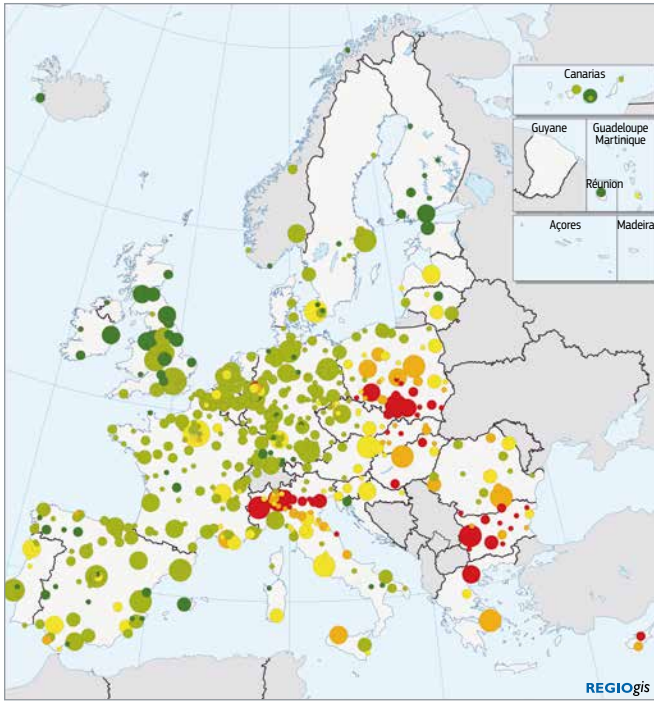 Canarias
Guyane
Guadeloupe
Martinique
Réunion
Açores
Madeira
REGIOgis